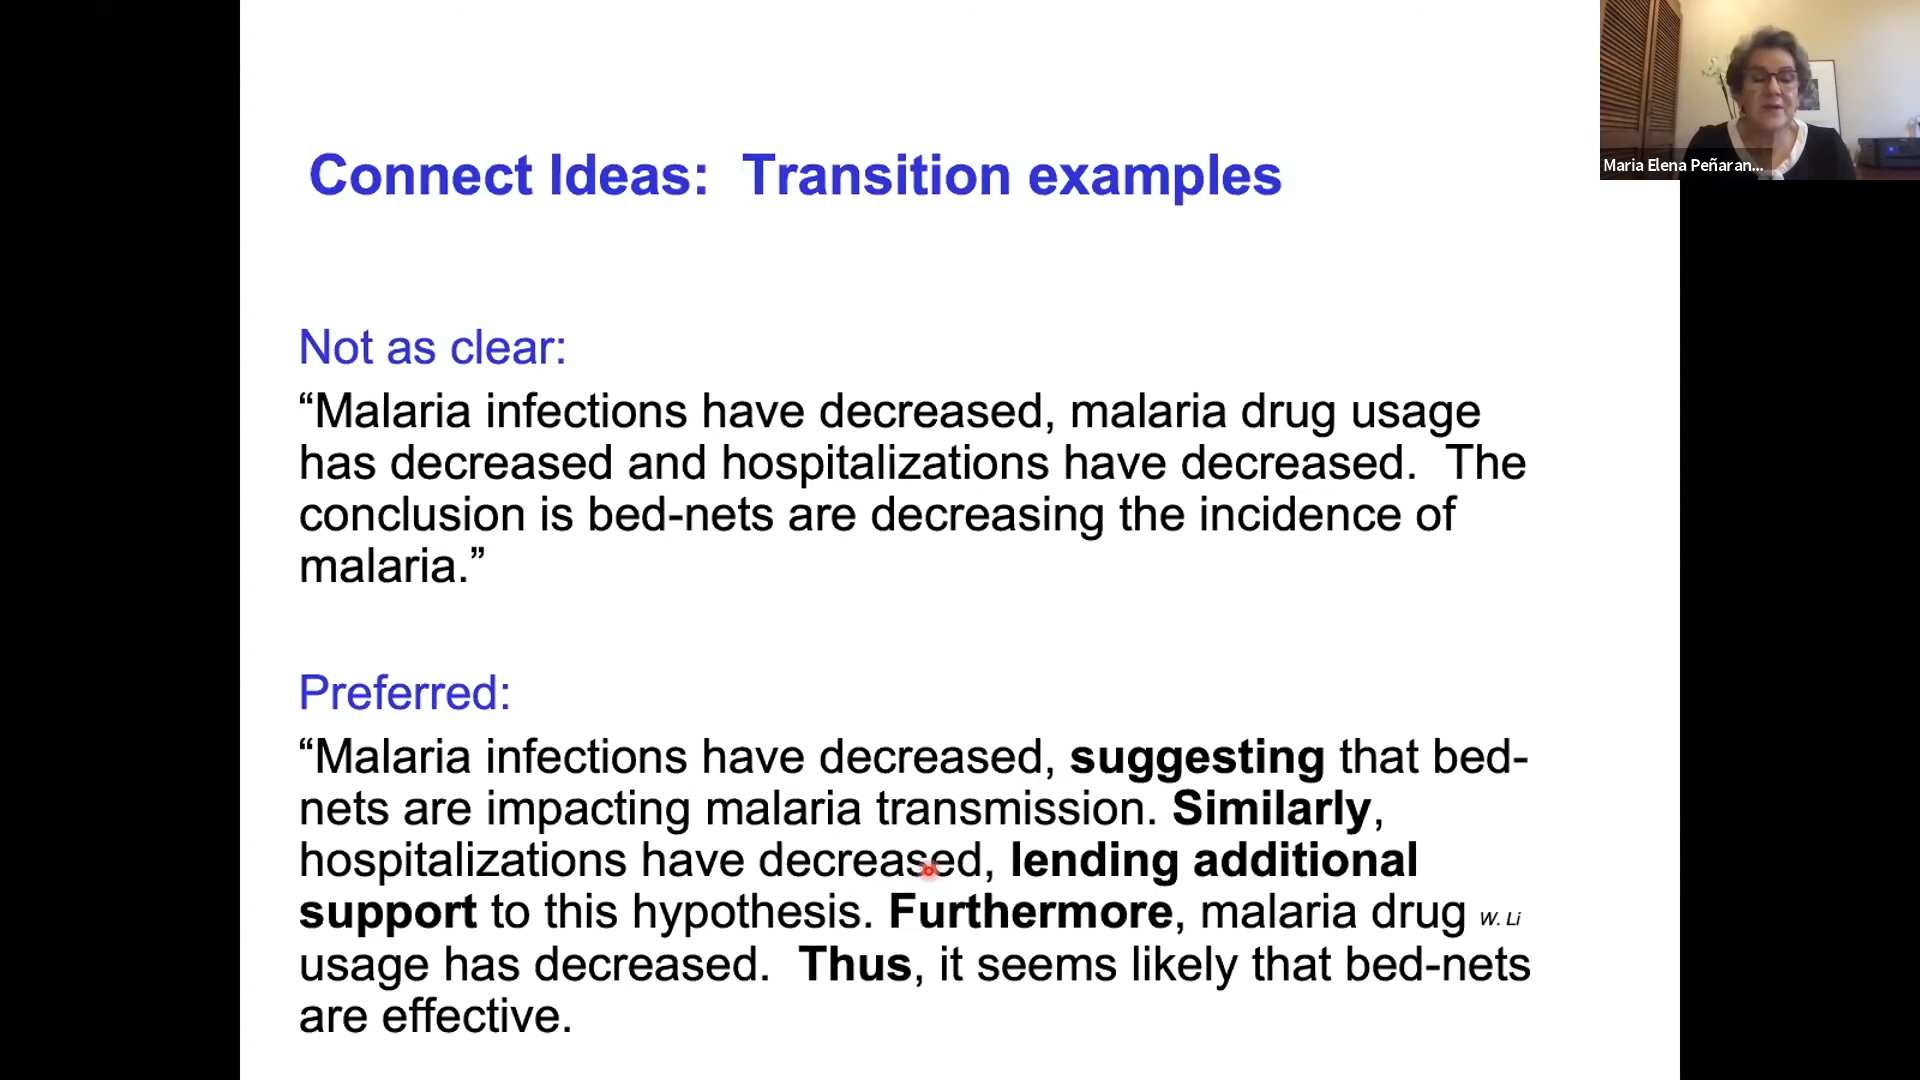 Connect Ideas:  Transition examples
Maria Elena Peñaran...
Not as clear:
“Malaria infections have decreased, malaria drug usage
has decreased and hospitalizations have decreased.  The
conclusion is bed-nets are decreasing the incidence of
malaria.”
Preferred:
“Malaria infections have decreased, suggesting that bed-
nets are impacting malaria transmission. Similarly,
hospitalizations have decreased, lending additional
support to this hypothesis. Furthermore, malaria drug
W. Li
usage has decreased.  Thus, it seems likely that bed-nets
are effective.